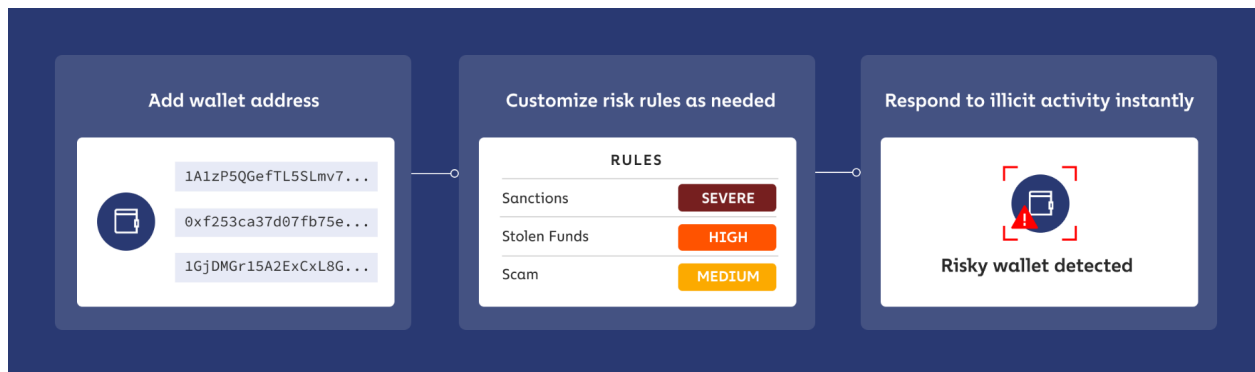 Add wallet address
1A1zP5QGefTL5SLmv7...
0xf253ca37d07fb75e...
1GjDMGr15A2ExCxL8G...
Customize risk rules as needed
RULES
Sanctions SEVERE
Stolen Funds HIGH
Scam MEDIUM
Respond to illicit activity instantly
Risky wallet detected